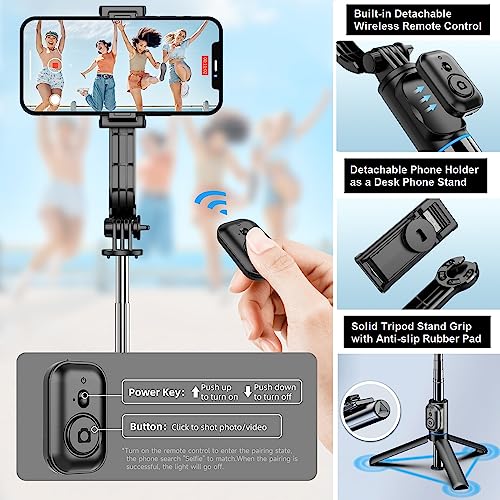 Built-in Detachable
Wireless Remote Control
Detachable Phone Holder
as a Desk Phone Stand
Solid Tripod Stand Grip
with Anti-slip Rubber Pad
Power Key: Push up
to turn on
Push down
to turn off
Button: Click to shot photo/video
*Turn on the remote control to enter the pairing state,
the phone search "Selfie" to match.When the pairing is
successful, the light will go off.